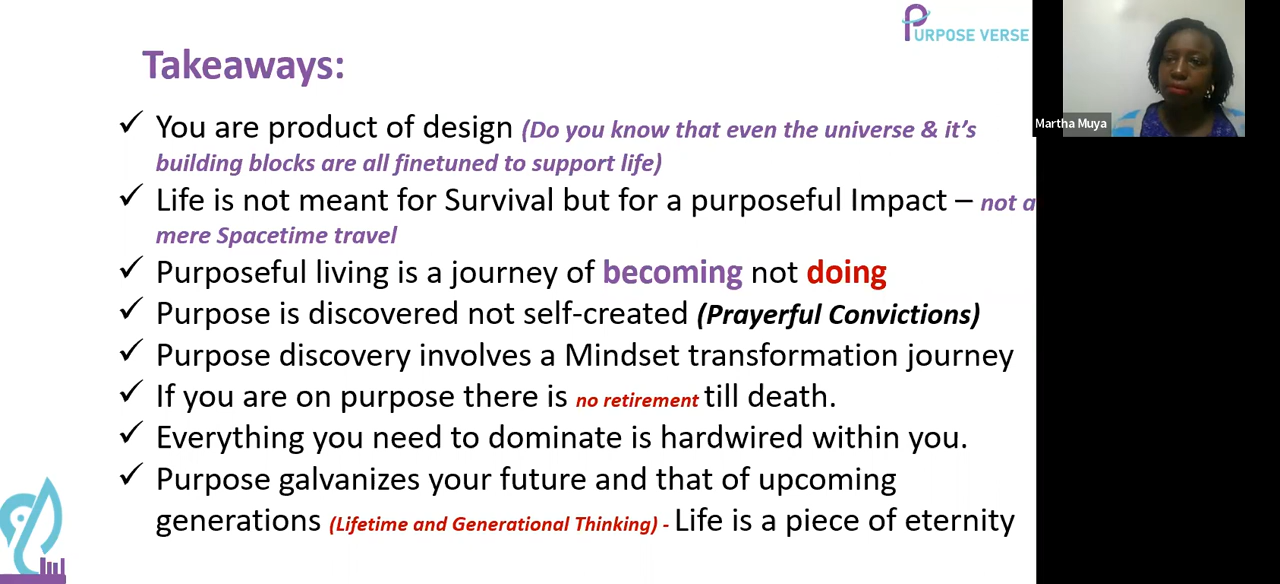 PURPOSE VERSE
Takeaways:
✓ You are product of design (Do you know that even the universe & it's
building blocks are all finetuned to support life)
✓ Life is not meant for Survival but for a purposeful Impact – not a
mere Spacetime travel
✓ Purposeful living is a journey of becoming not doing
✓ Purpose is discovered not self-created (Prayerful Convictions)
✓ Purpose discovery involves a Mindset transformation journey
✓ If you are on purpose there is no retirement till death.
✓ Everything you need to dominate is hardwired within you.
✓ Purpose galvanizes your future and that of upcoming
generations (Lifetime and Generational Thinking) - Life is a piece of eternity
Martha Muya